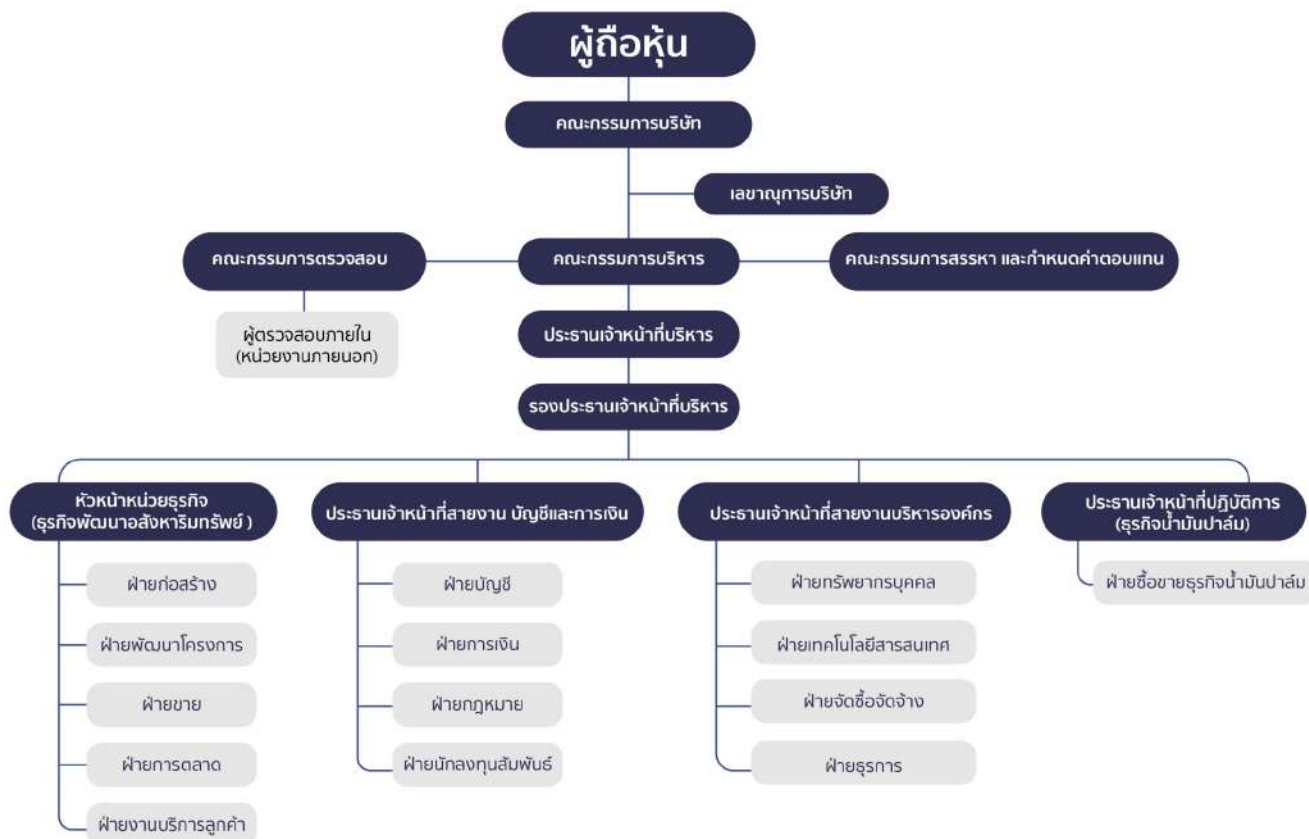 ผู้ถือหุ้น
คณะกรรมการบริษัท
เลขานุการบริษัท
คณะกรรมการตรวจสอบ
คณะกรรมการบริหาร
คณะกรรมการสรรหา และกำหนดค่าตอบแทน
ผู้ตรวจสอบภายใน
(หน่วยงานภายนอก)
ประธานเจ้าหน้าที่บริหาร
รองประธานเจ้าหน้าที่บริหาร
หัวหน้าหน่วยธุรกิจ
(ธุรกิจพัฒนาอสังหาริมทรัพย์ )
ฝ่ายก่อสร้าง
ฝ่ายพัฒนาโครงการ
ฝ่ายขาย
ฝ่ายการตลาด
ฝ่ายงานบริการลูกค้า
ประธานเจ้าหน้าที่สายงาน บัญชีและการเงิน
ฝ่ายบัญชี
ฝ่ายการเงิน
ฝ่ายกฎหมาย
ฝ่ายนักลงทุนสัมพันธ์
ประธานเจ้าหน้าที่สายงานบริหารองค์กร
ฝ่ายทรัพยากรบุคคล
ฝ่ายเทคโนโลยีสารสนเทศ
ฝ่ายจัดซื้อจัดจ้าง
ฝ่ายธุรการ
ประธานเจ้าหน้าที่ปฏิบัติการ
(ธุรกิจน้ำมันปาล์ม)
ฝ่ายซื้อขายธุรกิจน้ำมันปาล์ม